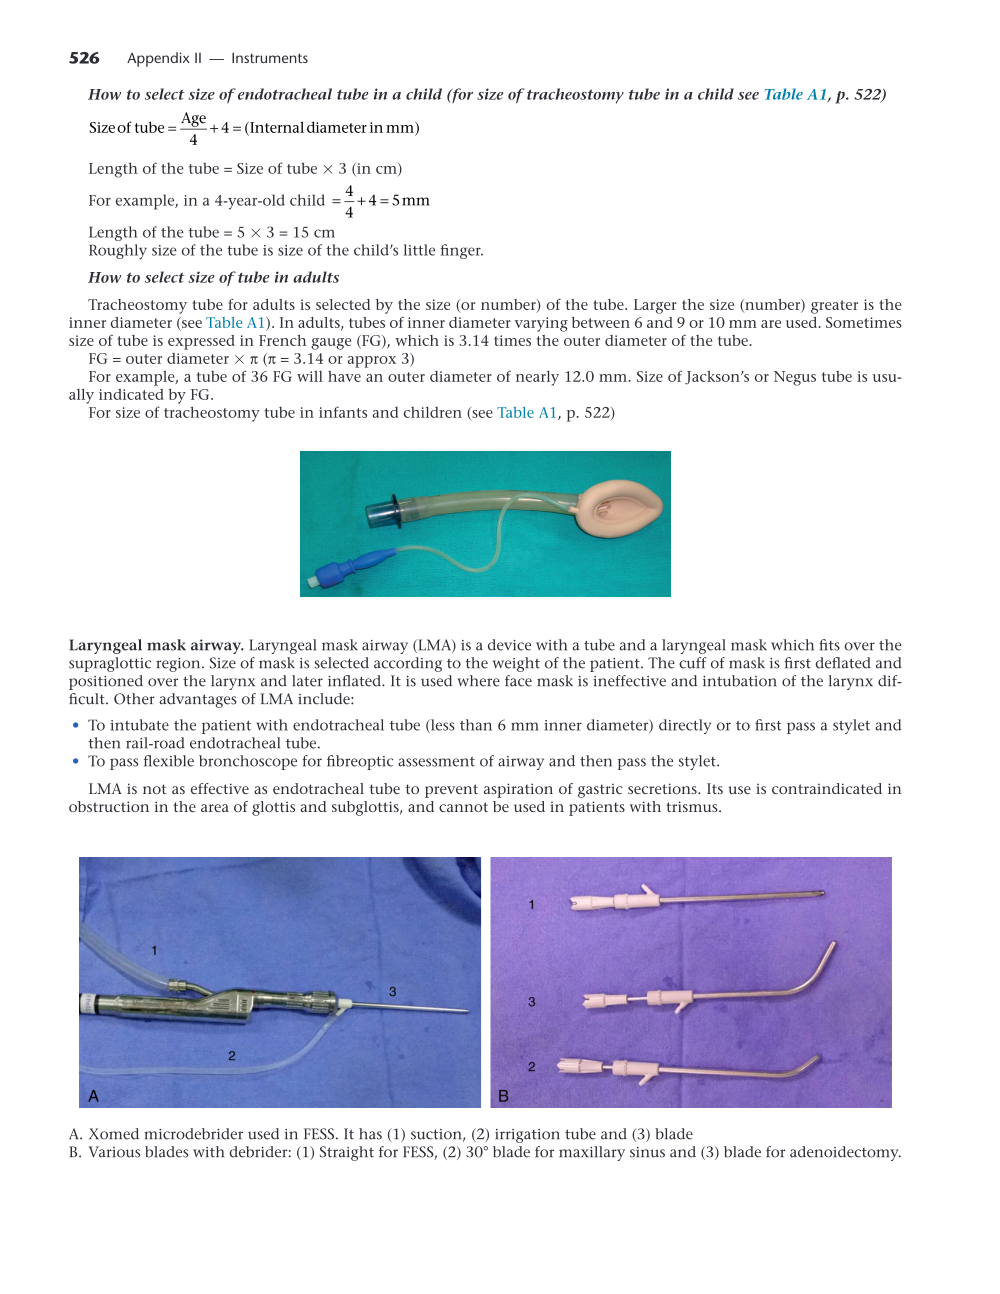 526 Appendix II — Instruments
How to select size of endotracheal tube in a child (for size of tracheostomy tube in a child see Table A1, p. 522)
Size of tube = Age/4 + 4 = (Internal diameter in mm)
Length of the tube = Size of tube × 3 (in cm)
For example, in a 4-year-old child = 4/4 + 4 = 5 mm
Length of the tube = 5 × 3 = 15 cm
Roughly size of the tube is size of the child’s little finger.
How to select size of tube in adults
Tracheostomy tube for adults is selected by the size (or number) of the tube. Larger the size (number) greater is the
inner diameter (see Table A1). In adults, tubes of inner diameter varying between 6 and 9 or 10 mm are used. Sometimes
size of tube is expressed in French gauge (FG), which is 3.14 times the outer diameter of the tube.
FG = outer diameter × π (π = 3.14 or approx 3)
For example, a tube of 36 FG will have an outer diameter of nearly 12.0 mm. Size of Jackson’s or Negus tube is usu-
ally indicated by FG.
For size of tracheostomy tube in infants and children (see Table A1, p. 522)
Laryngeal mask airway. Laryngeal mask airway (LMA) is a device with a tube and a laryngeal mask which fits over the
supraglottic region. Size of mask is selected according to the weight of the patient. The cuff of mask is first deflated and
positioned over the larynx and later inflated. It is used where face mask is ineffective and intubation of the larynx dif-
ficult. Other advantages of LMA include:
• To intubate the patient with endotracheal tube (less than 6 mm inner diameter) directly or to first pass a stylet and
then rail-road endotracheal tube.
• To pass flexible bronchoscope for fibreoptic assessment of airway and then pass the stylet.
LMA is not as effective as endotracheal tube to prevent aspiration of gastric secretions. Its use is contraindicated in
obstruction in the area of glottis and subglottis, and cannot be used in patients with trismus.
1
3
2
A
1
3
2
B
A. Xomed microdebrider used in FESS. It has (1) suction, (2) irrigation tube and (3) blade
B. Various blades with debrider: (1) Straight for FESS, (2) 30° blade for maxillary sinus and (3) blade for adenoidectomy.